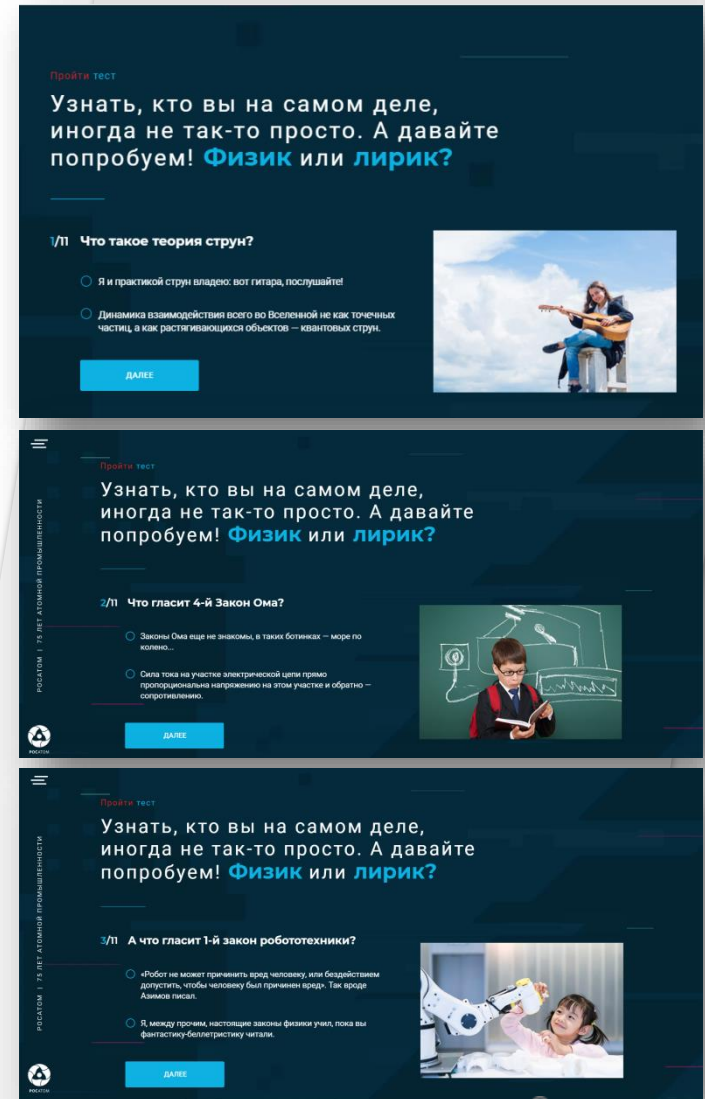 Пройти тест
Узнать, кто вы на самом деле,
иногда не так-то просто. А давайте
попробуем! Физик или лирик?
1/11 Что такое теория струн?
Я и практикой струн владею: вот гитара, послушайте!
Динамика взаимодействия всего во Вселенной не как точечных
частиц, а как растягивающихся объектов — квантовых струн.
ДАЛЕЕ
Пройти тест
Узнать, кто вы на самом деле,
иногда не так-то просто. А давайте
попробуем! Физик или лирик?
РОСАТОМ | 75 ЛЕТ АТОМНОЙ ПРОМЫШЛЕННОСТИ
2/11 Что гласит 4-й Закон Ома?
Законы Ома еще не знакомы, в таких ботинках — море по
колено...
Сила тока на участке электрической цепи прямо
пропорциональна напряжению на этом участке и обратно —
сопротивлению.
ДАЛЕЕ
РОСАТОМ
Пройти тест
Узнать, кто вы на самом деле,
иногда не так-то просто. А давайте
попробуем! Физик или лирик?
РОСАТОМ | 75 ЛЕТ АТОМНОЙ ПРОМЫШЛЕННОСТИ
3/11 А что гласит 1-й закон робототехники?
«Робот не может причинить вред человеку, или бездействием
допустить, чтобы человеку был причинен вред». Так вроде
Азимов писал.
Я, между прочим, настоящие законы физики учил, пока вы
фантастику-беллетристику читали.
ДАЛЕЕ
РОСАТОМ